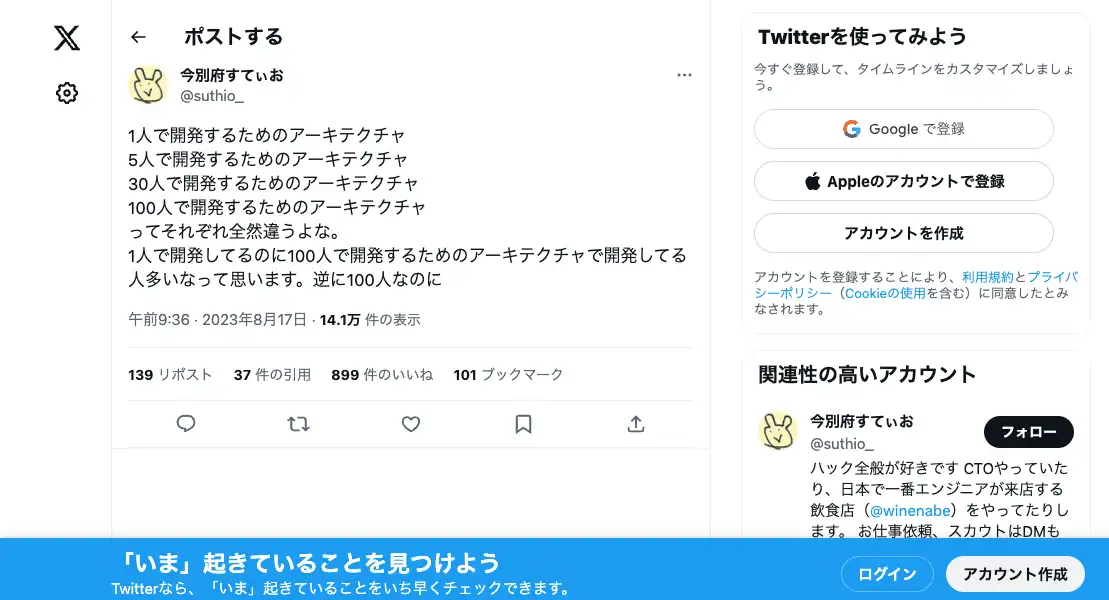 ポストする
今別府すてぃお
@suthio_
1人で開発するためのアーキテクチャ
5人で開発するためのアーキテクチャ
30人で開発するためのアーキテクチャ
100人で開発するためのアーキテクチャ
ってそれぞれ全然違うよな。
1人で開発してるのに100人で開発するためのアーキテクチャで開発してる
人多いなって思います。逆に100人なのに
午前9:36 · 2023年8月17日 · 14.1万 件の表示
139 リポスト 37 件の引用 899 件のいいね 101 ブックマーク
Twitterを使ってみよう
今すぐ登録して、タイムラインをカスタマイズしましょ
う。
Google で登録
Appleのアカウントで登録
アカウントを作成
アカウントを登録することにより、利用規約とプライバ
シーポリシー（Cookieの使用を含む）に同意したとみ
なされます。
関連性の高いアカウント
今別府すてぃお
@suthio_
フォロー
ハック全般が好きです CTOやっていた
り、日本で一番エンジニアが来店する
飲食店（@winenabe）をやってたりし
ます。 お仕事依頼、スカウトはDMも
「いま」起きていることを見つけよう
Twitterなら、「いま」起きていることをいち早くチェックできます。
ログイン
アカウント作成